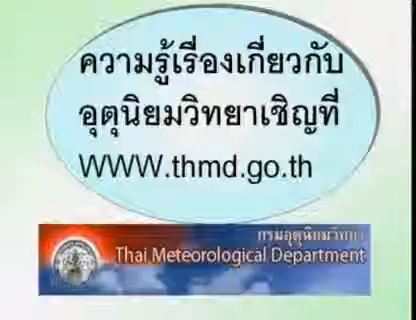 ความรู้เรื่องเกี่ยวกับ
อุตุนิยมวิทยาเชิญที่
WWW.thmd.go.th
กรมอุตุนิยมวิทยา
Thai Meteorological Department